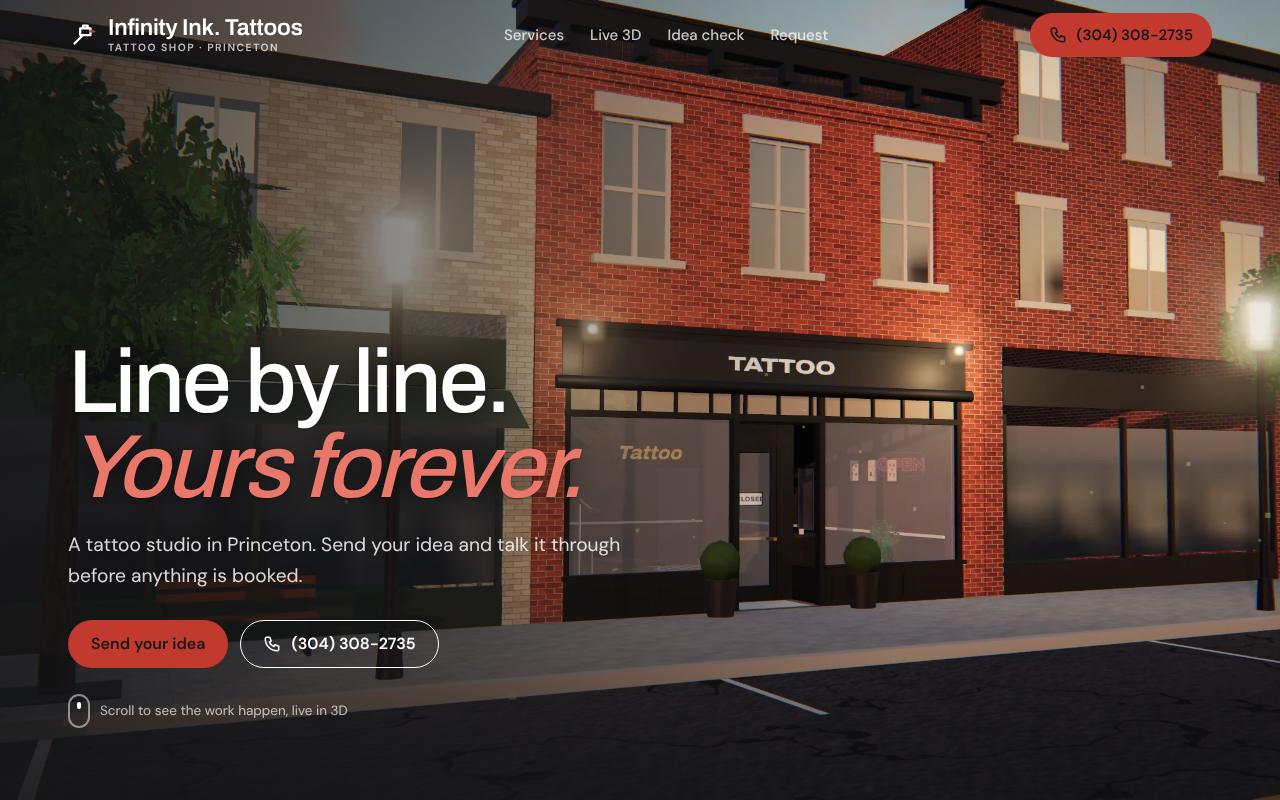 Infinity Ink. Tattoos
TATTOO SHOP · PRINCETON
Services
Live 3D
Idea check
Request
(304) 308-2735
TATTOO
Tattoo
OPEN
CLOSED
Line by line.
Yours forever.
A tattoo studio in Princeton. Send your idea and talk it through
before anything is booked.
Send your idea
(304) 308-2735
Scroll to see the work happen, live in 3D